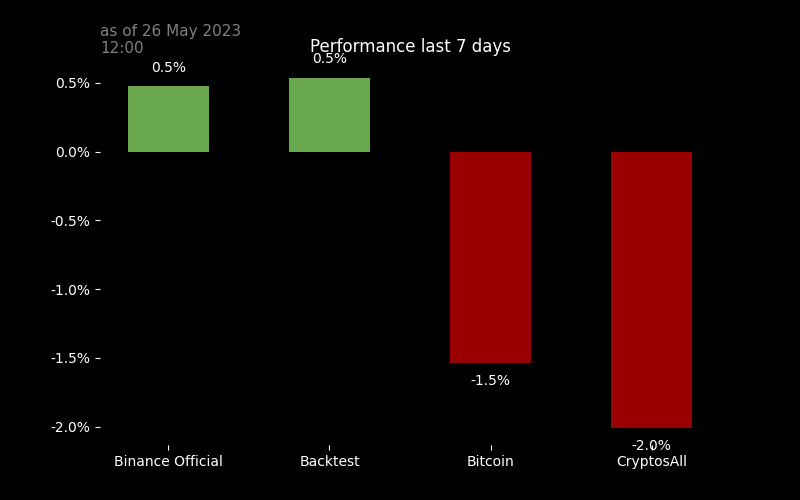 as of 26 May 2023
12:00
Performance last 7 days
0.5%
0.5%
0.5%
0.0%
-0.5%
-1.0%
-1.5%
-2.0%
-1.5%
-2.0%
Binance Official
Backtest
Bitcoin
CryptosAll